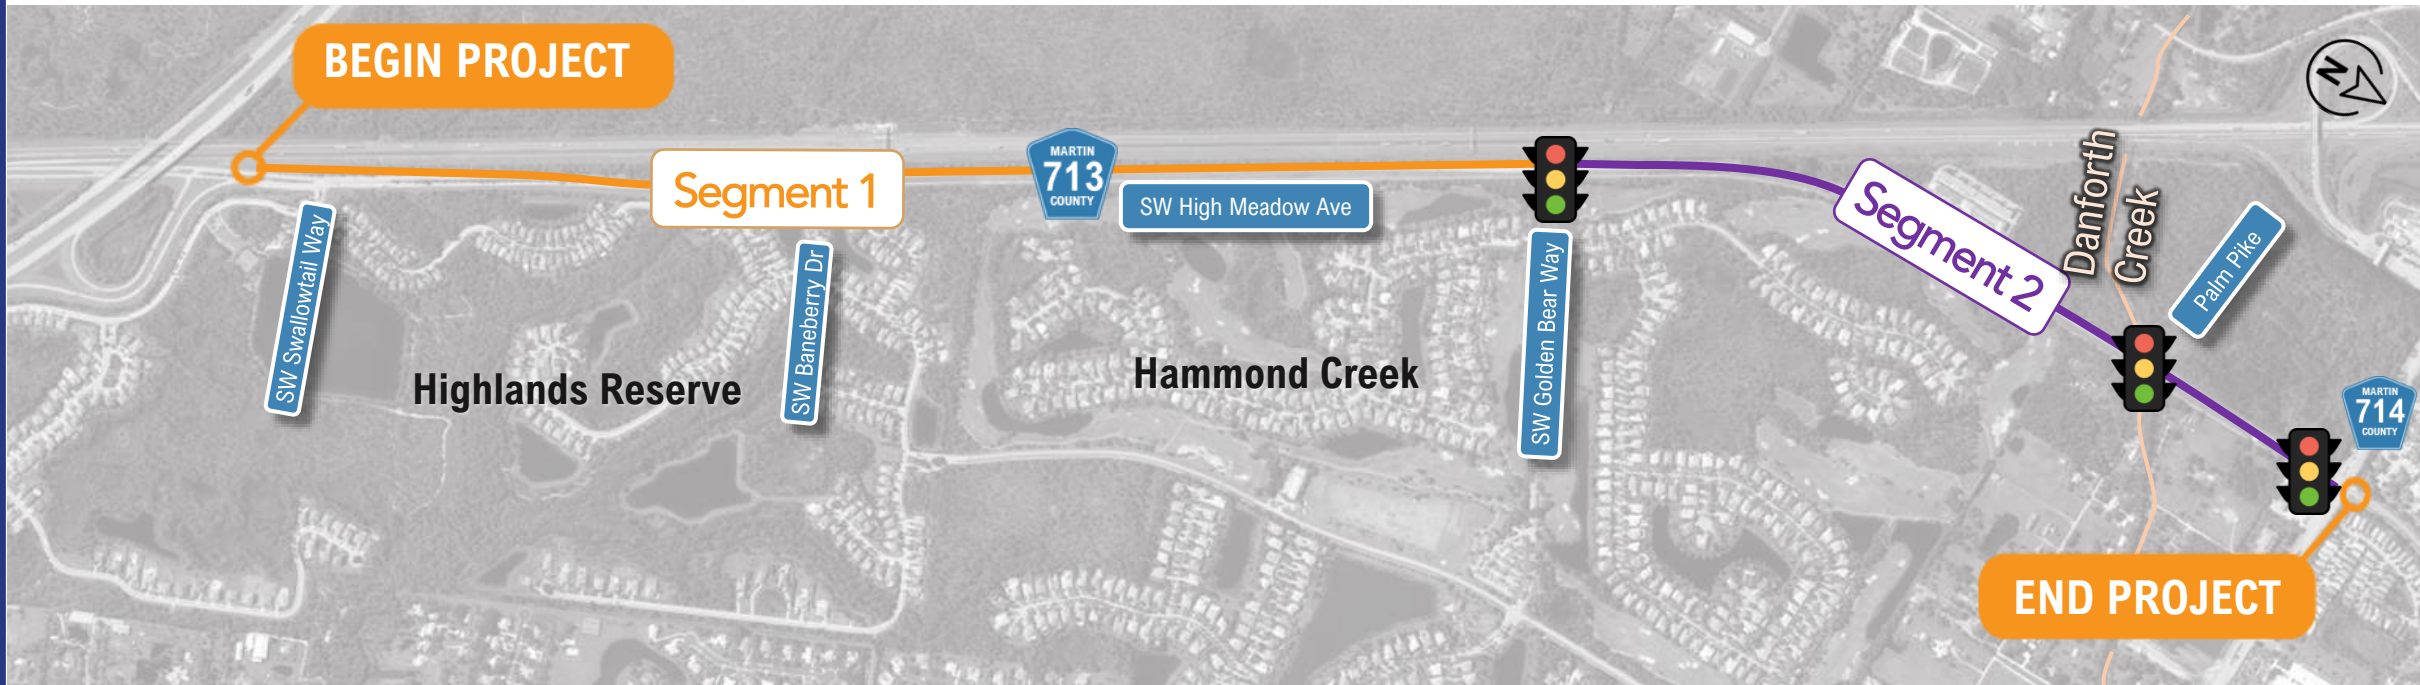 BEGIN PROJECT
N
MARTIN
713
COUNTY
Segment 1
SW High Meadow Ave
SW Swallowtail Way
SW Baneberry Dr
SW Golden Bear Way
Segment 2
Danforth
Creek
Palm Pike
Highlands Reserve
Hammond Creek
MARTIN
714
COUNTY
END PROJECT